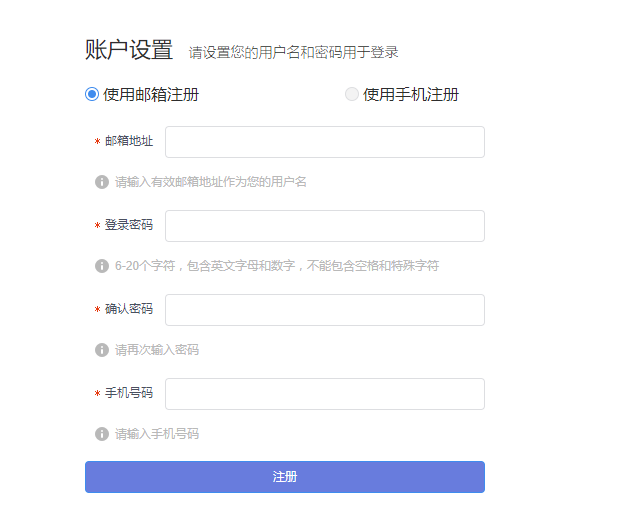 账户设置 请设置您的用户名和密码用于登录
使用邮箱注册 使用手机注册
* 邮箱地址
请输入有效邮箱地址作为您的用户名
* 登录密码
6-20个字符，包含英文字母和数字，不能包含空格和特殊字符
* 确认密码
请再次输入密码
* 手机号码
请输入手机号码
注册